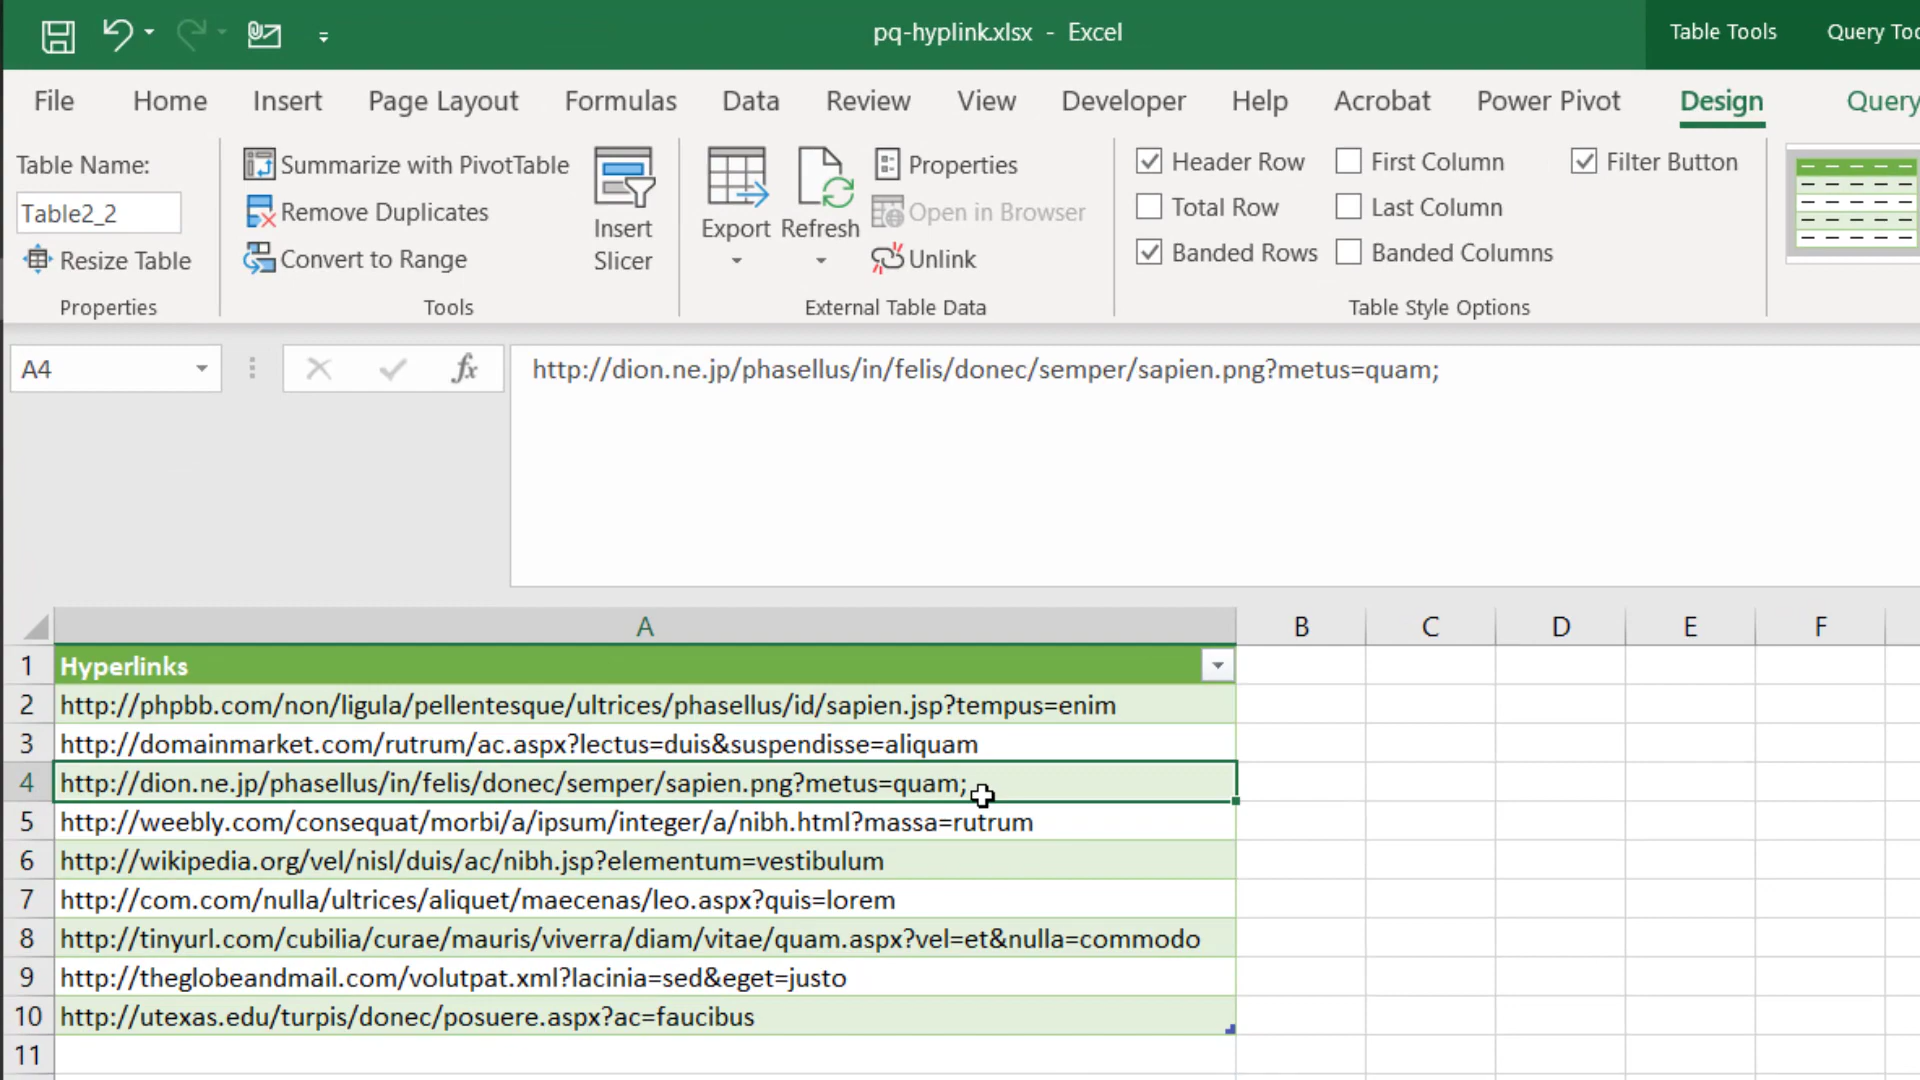 pq-hyplink.xlsx - Excel
Table Tools
Query Too
File
Home
Insert
Page Layout
Formulas
Data
Review
View
Developer
Help
Acrobat
Power Pivot
Design
Query
Table Name:
Table2_2
Resize Table
Properties
Summarize with PivotTable
Remove Duplicates
Convert to Range
Tools
Insert
Slicer
Export
Refresh
Properties
Open in Browser
Unlink
External Table Data
Header Row
Total Row
Banded Rows
First Column
Last Column
Banded Columns
Filter Button
Table Style Options
A4
fx
http://dion.ne.jp/phasellus/in/felis/donec/semper/sapien.png?metus=quam;
A B C D E F
1 Hyperlinks
2 http://phpbb.com/non/ligula/pellentesque/ultrices/phasellus/id/sapien.jsp?tempus=enim
3 http://domainmarket.com/rutrum/ac.aspx?lectus=duis&suspendisse=aliquam
4 http://dion.ne.jp/phasellus/in/felis/donec/semper/sapien.png?metus=quam;
5 http://weebly.com/consequat/morbi/a/ipsum/integer/a/nibh.html?massa=rutrum
6 http://wikipedia.org/vel/nisl/duis/ac/nibh.jsp?elementum=vestibulum
7 http://com.com/nulla/ultrices/aliquet/maecenas/leo.aspx?quis=lorem
8 http://tinyurl.com/cubilia/curae/mauris/viverra/diam/vitae/quam.aspx?vel=et&nulla=commodo
9 http://theglobeandmail.com/volutpat.xml?lacinia=sed&eget=justo
10 http://utexas.edu/turpis/donec/posuere.aspx?ac=faucibus
11